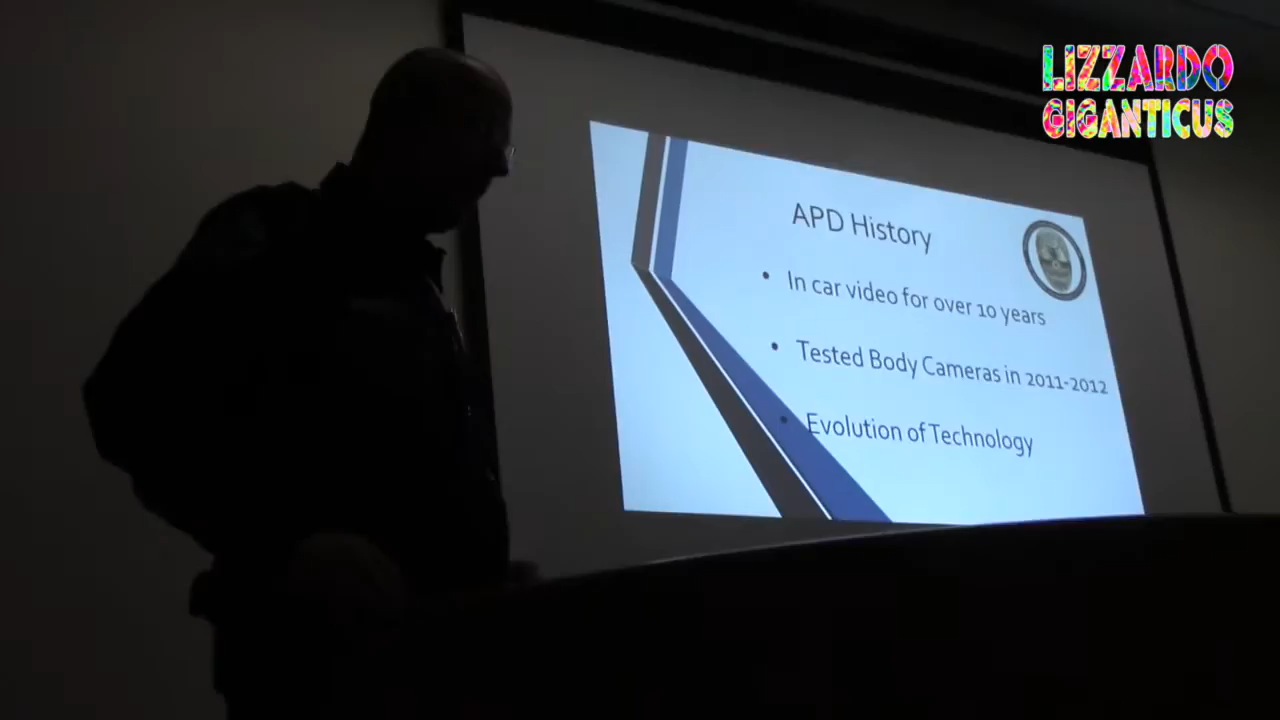 LIZZARDO
GIGANTICUS
APD History
• In car video for over 10 years
• Tested Body Cameras in 2011-2012
• Evolution of Technology